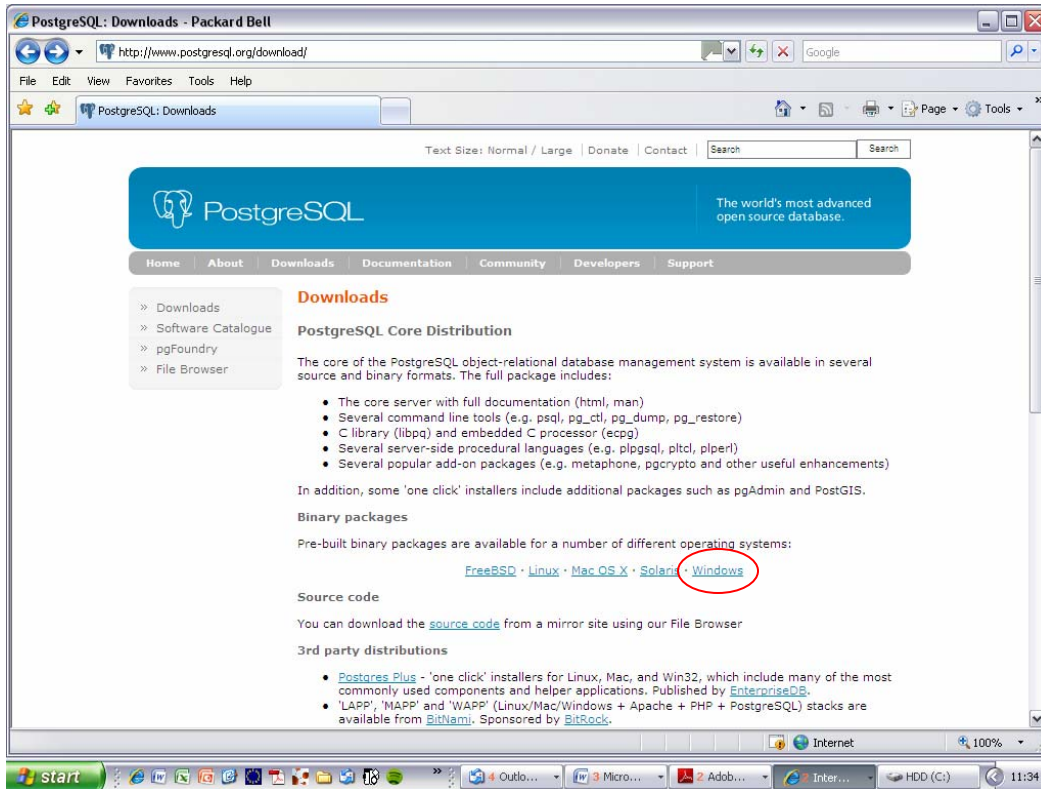 PostgreSQL: Downloads - Packard Bell
http://www.postgresql.org/download/
Google
File Edit View Favorites Tools Help
PostgreSQL: Downloads
Page Tools
Text Size: Normal / Large | Donate | Contact | Search Search
PostgreSQL
The world's most advanced
open source database.
Home About Downloads Documentation Community Developers Support
» Downloads
» Software Catalogue
» pgFoundry
» File Browser
Downloads
PostgreSQL Core Distribution
The core of the PostgreSQL object-relational database management system is available in several
source and binary formats. The full package includes:
• The core server with full documentation (html, man)
• Several command line tools (e.g. psql, pg_ctl, pg_dump, pg_restore)
• C library (libpq) and embedded C processor (ecpg)
• Several server-side procedural languages (e.g. plpgsql, pltcl, plperl)
• Several popular add-on packages (e.g. metaphone, pgcrypto and other useful enhancements)
In addition, some 'one click' installers include additional packages such as pgAdmin and PostGIS.
Binary packages
Pre-built binary packages are available for a number of different operating systems:
FreeBSD · Linux · Mac OS X · Solaris · Windows
Source code
You can download the source code from a mirror site using our File Browser
3rd party distributions
• Postgres Plus - 'one click' installers for Linux, Mac, and Win32, which include many of the most
commonly used components and helper applications. Published by EnterpriseDB.
• 'LAPP', 'MAPP' and 'WAPP' (Linux/Mac/Windows + Apache + PHP + PostgreSQL) stacks are
available from BitNami. Sponsored by BitRock.
Internet 100%
start 4 Outlo... 3 Micro... 2 Adob... 2 Inter... HDD (C:) 11:34